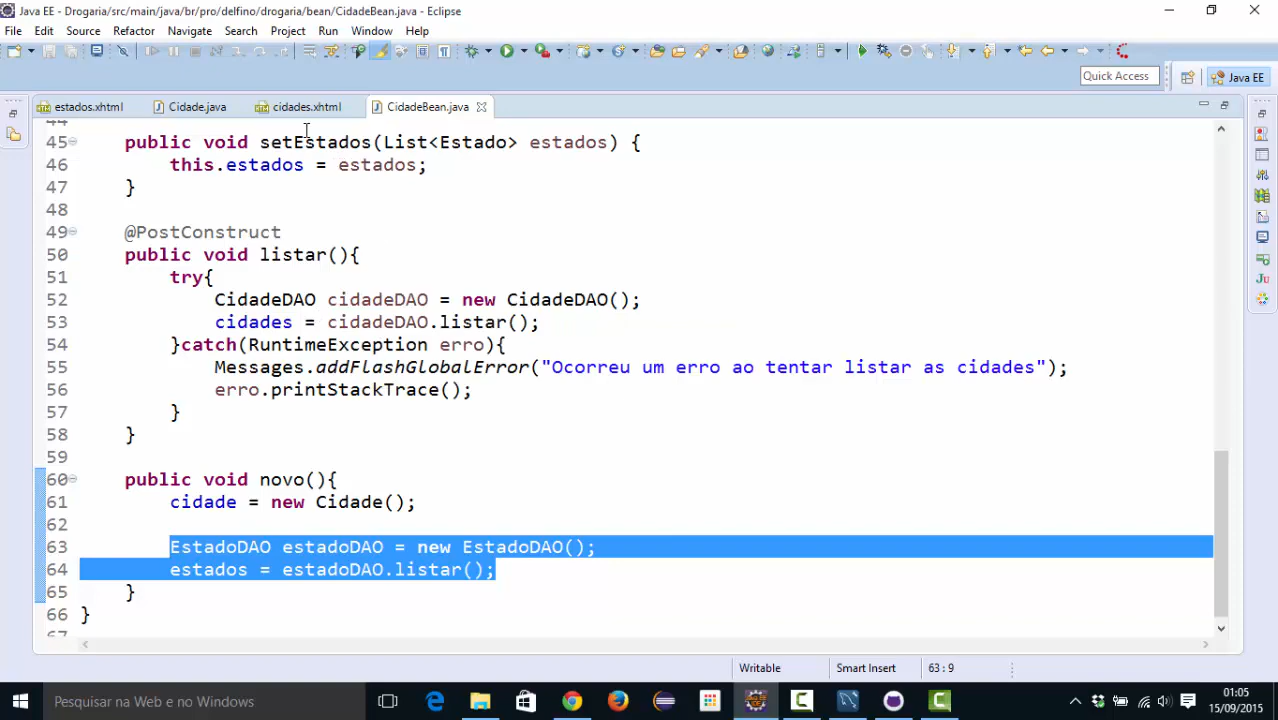 Java EE - Drogaria/src/main/java/br/pro/delfino/drogaria/bean/CidadeBean.java - Eclipse
File Edit Source Refactor Navigate Search Project Run Window Help
Quick Access
Java EE
estados.xhtml Cidade.java cidades.xhtml CidadeBean.java
44
45 public void setEstados(List<Estado> estados) {
46 this.estados = estados;
47 }
48
49 @PostConstruct
50 public void listar(){
51 try{
52 CidadeDAO cidadeDAO = new CidadeDAO();
53 cidades = cidadeDAO.listar();
54 }catch(RuntimeException erro){
55 Messages.addFlashGlobalError("Ocorreu um erro ao tentar listar as cidades");
56 erro.printStackTrace();
57 }
58 }
59
60 public void novo(){
61 cidade = new Cidade();
62
63 EstadoDAO estadoDAO = new EstadoDAO();
64 estados = estadoDAO.listar();
65 }
66 }
67
Writable Smart Insert 63 : 9
Pesquisar na Web e no Windows
01:05
15/09/2015